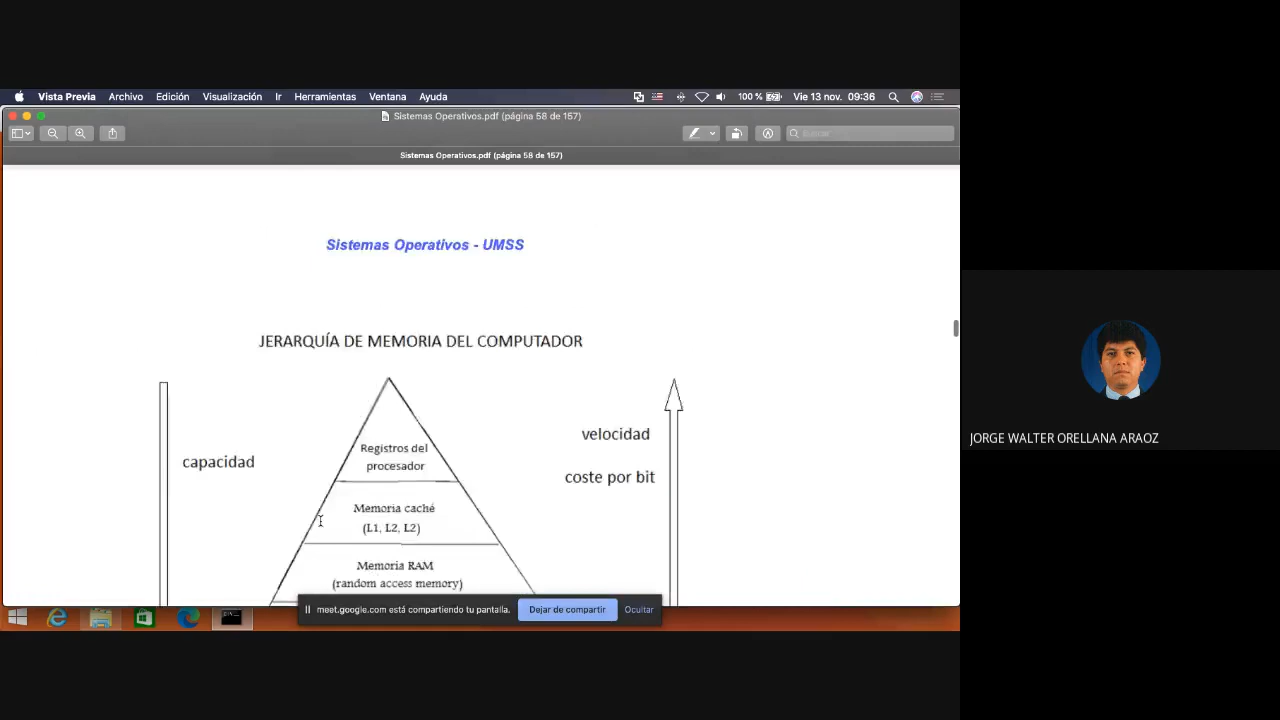 Vista Previa Archivo Edición Visualización Ir Herramientas Ventana Ayuda 100 % Vie 13 nov. 09:36
Sistemas Operativos.pdf (página 58 de 157)
Buscar
Sistemas Operativos.pdf (página 58 de 157)
Sistemas Operativos - UMSS
JERARQUÍA DE MEMORIA DEL COMPUTADOR
velocidad
Registros del
procesador
capacidad
coste por bit
Memoria caché
(L1, L2, L2)
Memoria RAM
(random access memory)
meet.google.com está compartiendo tu pantalla. Dejar de compartir Ocultar
JORGE WALTER ORELLANA ARAOZ